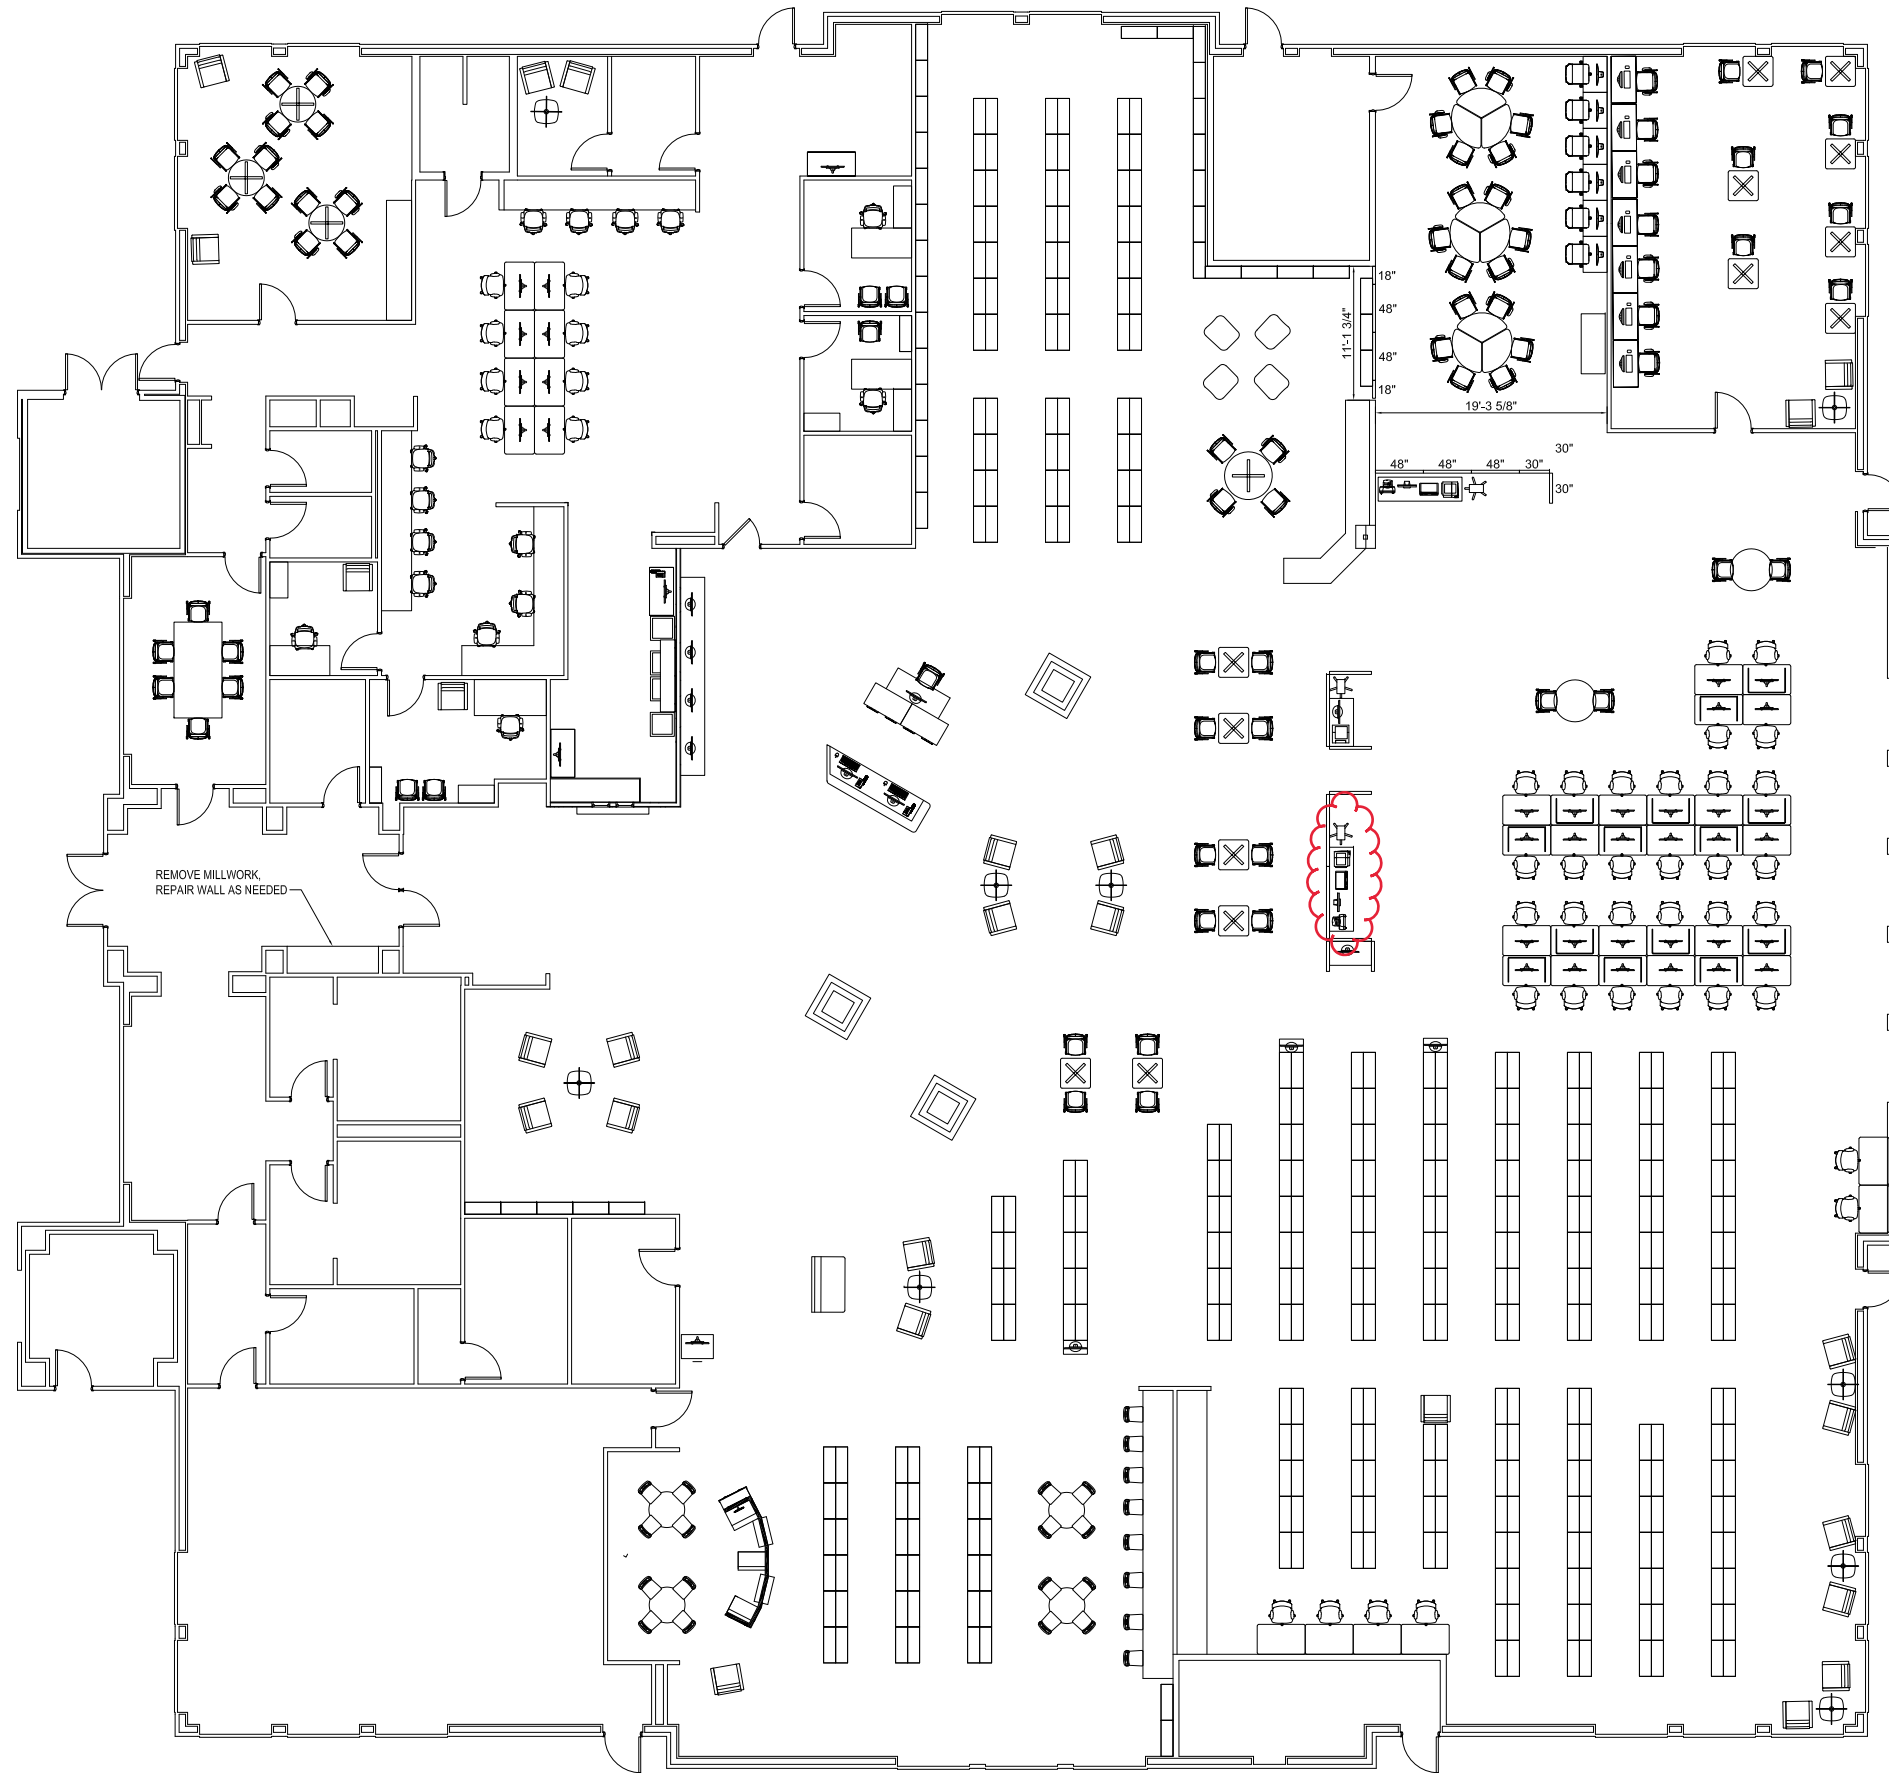 18"
48"
11'-1 3/4"
48"
18"
19'-3 5/8"
30"
48" 48" 48" 30"
30"
REMOVE MILLWORK,
REPAIR WALL AS NEEDED